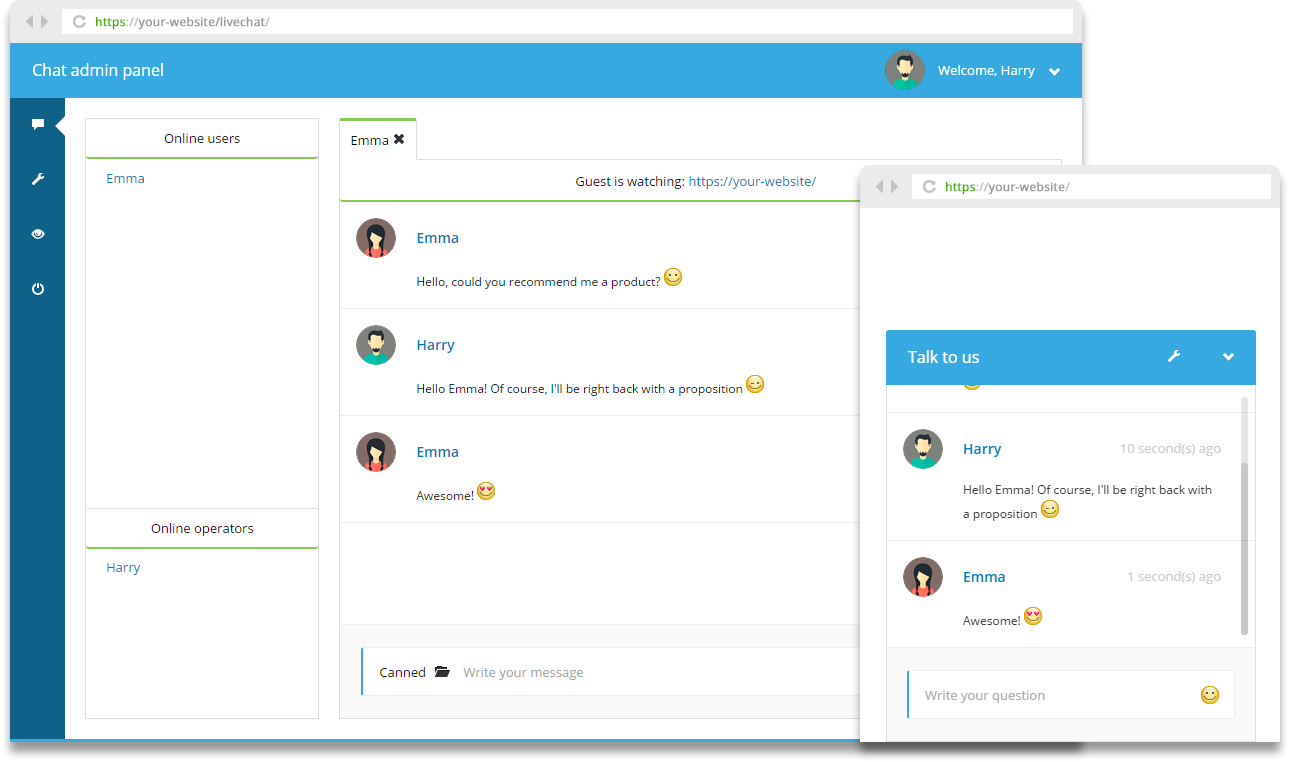 https://your-website/livechat/
Chat admin panel
Welcome, Harry
Online users
Emma
Online operators
Harry
Emma
Guest is watching: https://your-website/
Emma
Hello, could you recommend me a product?
Harry
Hello Emma! Of course, I'll be right back with a proposition
Emma
Awesome!
Canned
Write your message
https://your-website/
Talk to us
Harry
10 second(s) ago
Hello Emma! Of course, I'll be right back with
a proposition
Emma
1 second(s) ago
Awesome!
Write your question